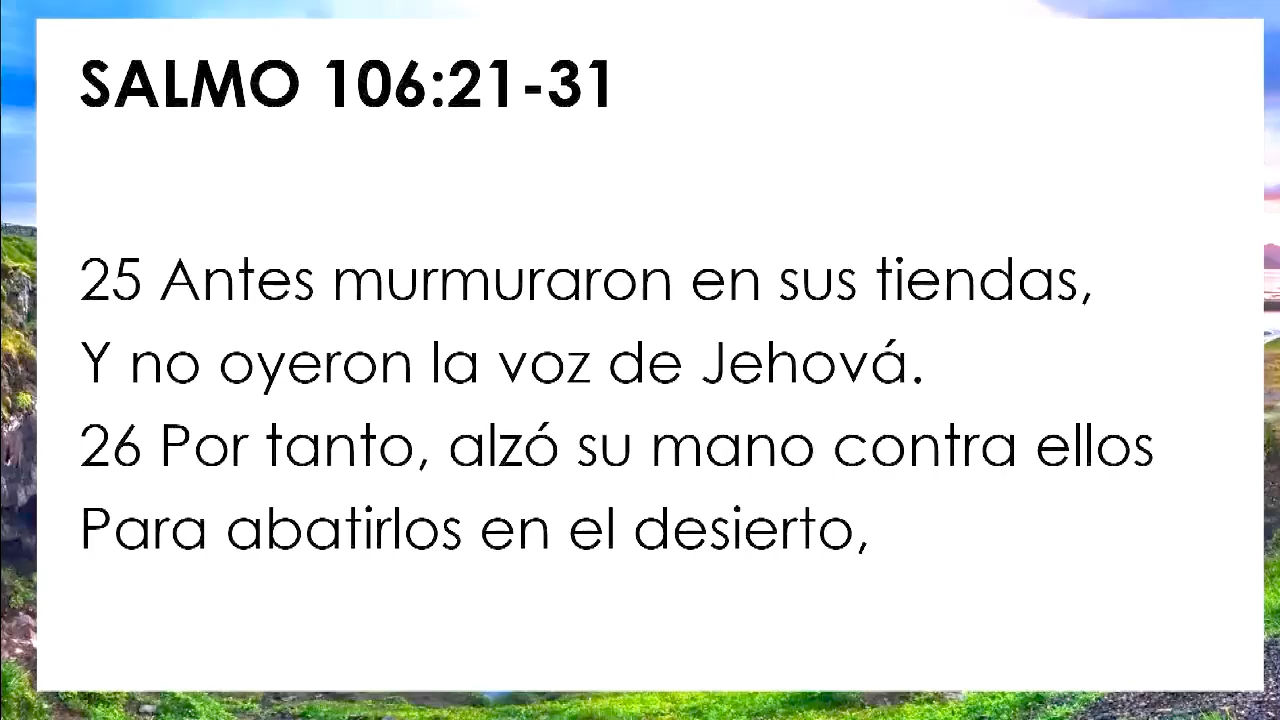 SALMO 106:21-31
25 Antes murmuraron en sus tiendas,
Y no oyeron la voz de Jehová.
26 Por tanto, alzó su mano contra ellos
Para abatirlos en el desierto,